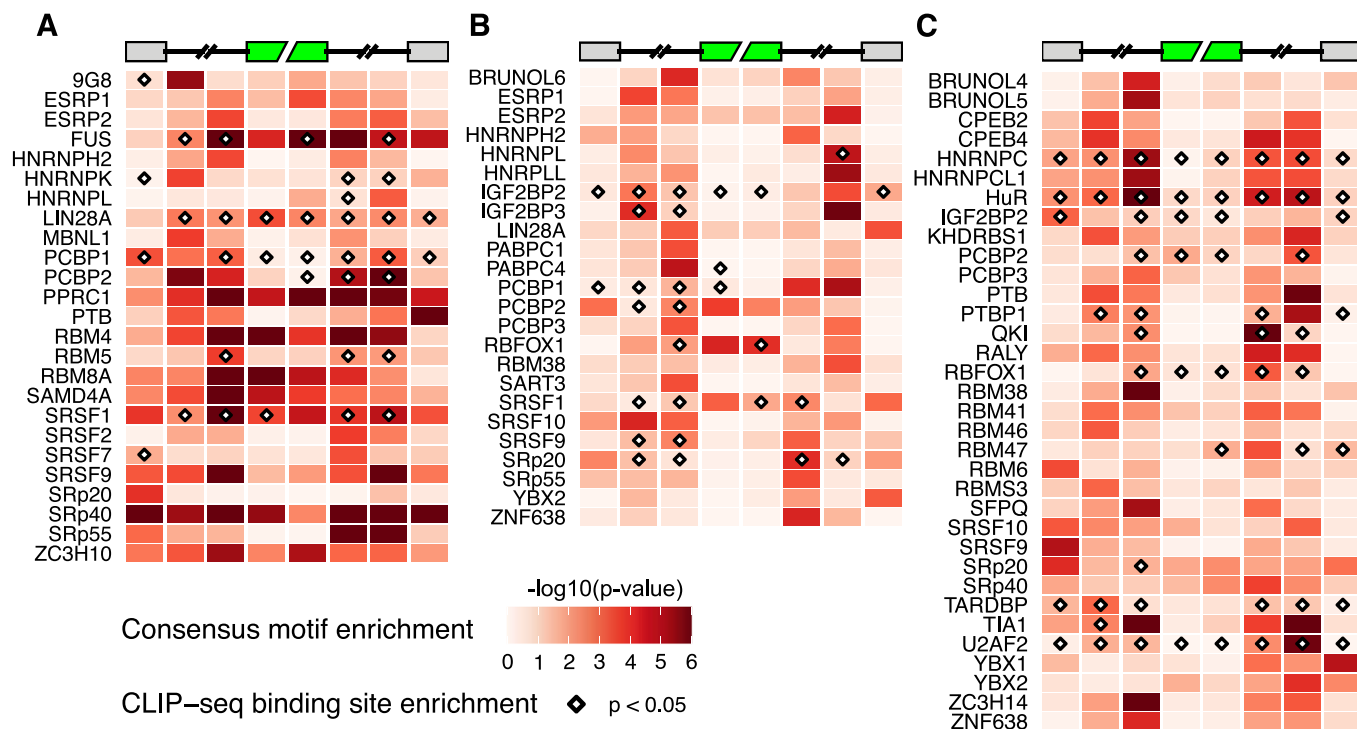 A
9G8
ESRP1
ESRP2
FUS
HNRNPH2
HNRNPK
HNRNPL
LIN28A
MBNL1
PCBP1
PCBP2
PPRC1
PTB
RBM4
RBM5
RBM8A
SAMD4A
SRSF1
SRSF2
SRSF7
SRSF9
SRp20
SRp40
SRp55
ZC3H10
B
BRUNOL6
ESRP1
ESRP2
HNRNPH2
HNRNPL
HNRPLL
IGF2BP2
IGF2BP3
LIN28A
PABPC1
PABPC4
PCBP1
PCBP2
PCBP3
RBFOX1
RBM38
SART3
SRSF1
SRSF10
SRSF9
SRp20
SRp55
YBX2
ZNF638
C
BRUNOL4
BRUNOL5
CPEB2
CPEB4
HNRNPC
HNRNPCL1
HuR
IGF2BP2
KHDRBS1
PCBP2
PCBP3
PTB
PTBP1
QKI
RALY
RBFOX1
RBM38
RBM41
RBM46
RBM47
RBM6
RBMS3
SFPQ
SRSF10
SRSF9
SRp20
SRp40
TARDBP
TIA1
U2AF2
YBX1
YBX2
ZC3H14
ZNF638
-log10(p-value)
Consensus motif enrichment
0 1 2 3 4 5 6
CLIP−seq binding site enrichment p < 0.05